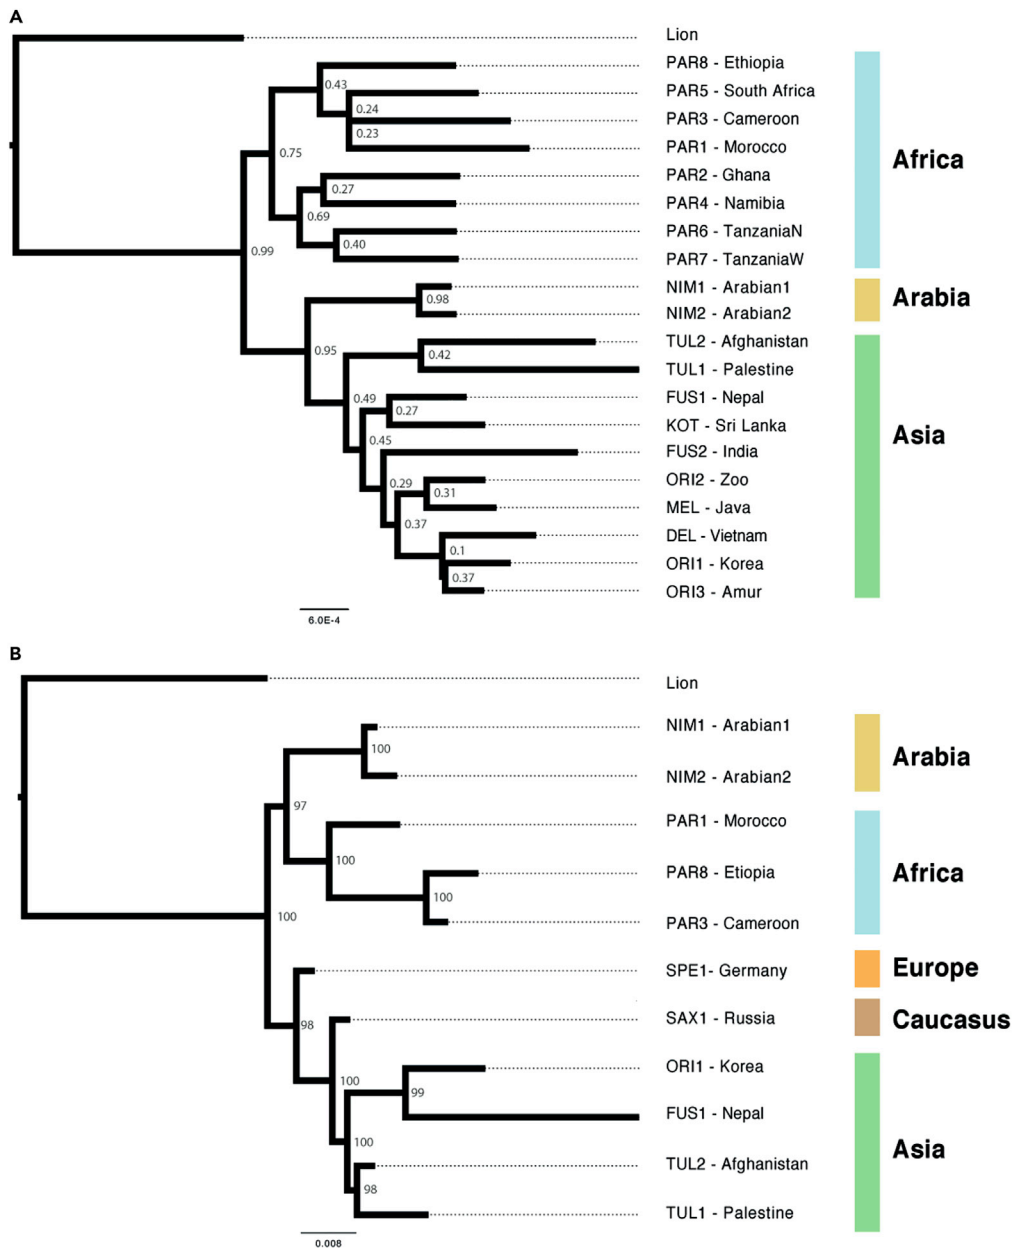 A
Lion
PAR8 - Ethiopia
0.43
PAR5 - South Africa
0.24
PAR3 - Cameroon
0.23
PAR1 - Morocco
0.75
Africa
PAR2 - Ghana
0.27
PAR4 - Namibia
0.69
PAR6 - TanzaniaN
0.40
PAR7 - TanzaniaW
0.99
NIM1 - Arabian1
0.98
Arabia
NIM2 - Arabian2
0.95
TUL2 - Afghanistan
0.42
TUL1 - Palestine
0.49
FUS1 - Nepal
0.27
KOT - Sri Lanka
0.45
Asia
FUS2 - India
0.29
ORI2 - Zoo
0.31
MEL - Java
0.37
DEL - Vietnam
0.1
ORI1 - Korea
0.37
ORI3 - Amur
6.0E-4
B
Lion
NIM1 - Arabian1
100
Arabia
NIM2 - Arabian2
97
PAR1 - Morocco
100
PAR8 - Etiopia
Africa
100
PAR3 - Cameroon
100
SPE1- Germany
Europe
98
SAX1 - Russia
Caucasus
100
ORI1 - Korea
99
FUS1 - Nepal
100
Asia
TUL2 - Afghanistan
98
TUL1 - Palestine
0.008